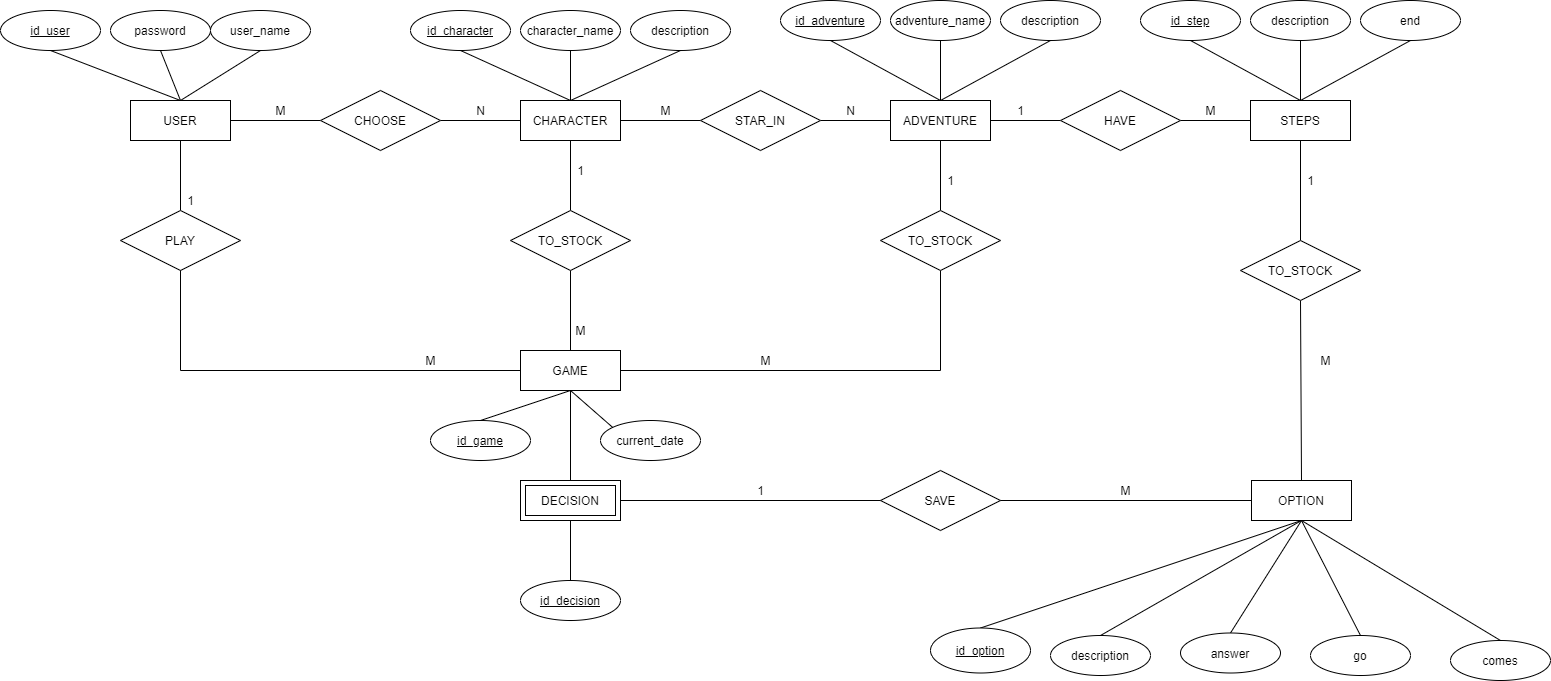 id_user
password
user_name
id_character
character_name
description
id_adventure
adventure_name
description
id_step
description
end
USER
M
CHOOSE
N
CHARACTER
M
STAR_IN
N
ADVENTURE
1
HAVE
M
STEPS
1
1
1
1
PLAY
TO_STOCK
TO_STOCK
TO_STOCK
M
M
M
M
GAME
id_game
current_date
DECISION
1
SAVE
M
OPTION
id_decision
id_option
description
answer
go
comes